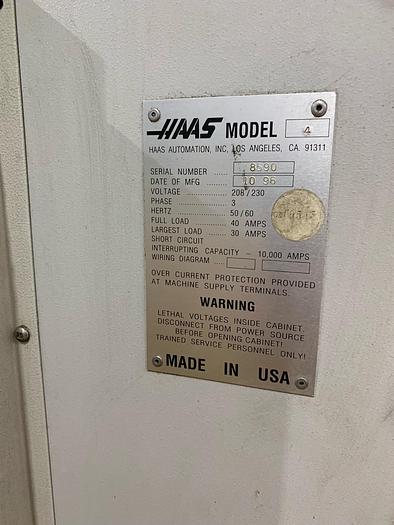 HAAS MODEL 4
HAAS AUTOMATION, INC. LOS ANGELES, CA. 91311
SERIAL NUMBER ..... 8590
DATE OF MFG ........ 10 96
VOLTAGE ............... 208/230
PHASE .................. 3
HERTZ .................. 50/60
FULL LOAD ............ 40 AMPS
LARGEST LOAD ....... 30 AMPS
SHORT CIRCUIT
INTERRUPTING CAPACITY – 10,000 AMPS
WIRING DIAGRAM ....
OVER CURRENT PROTECTION PROVIDED
AT MACHINE SUPPLY TERMINALS.
WARNING
LETHAL VOLTAGES INSIDE CABINET.
DISCONNECT FROM POWER SOURCE
BEFORE OPENING CABINET!
TRAINED SERVICE PERSONNEL ONLY!
MADE IN USA